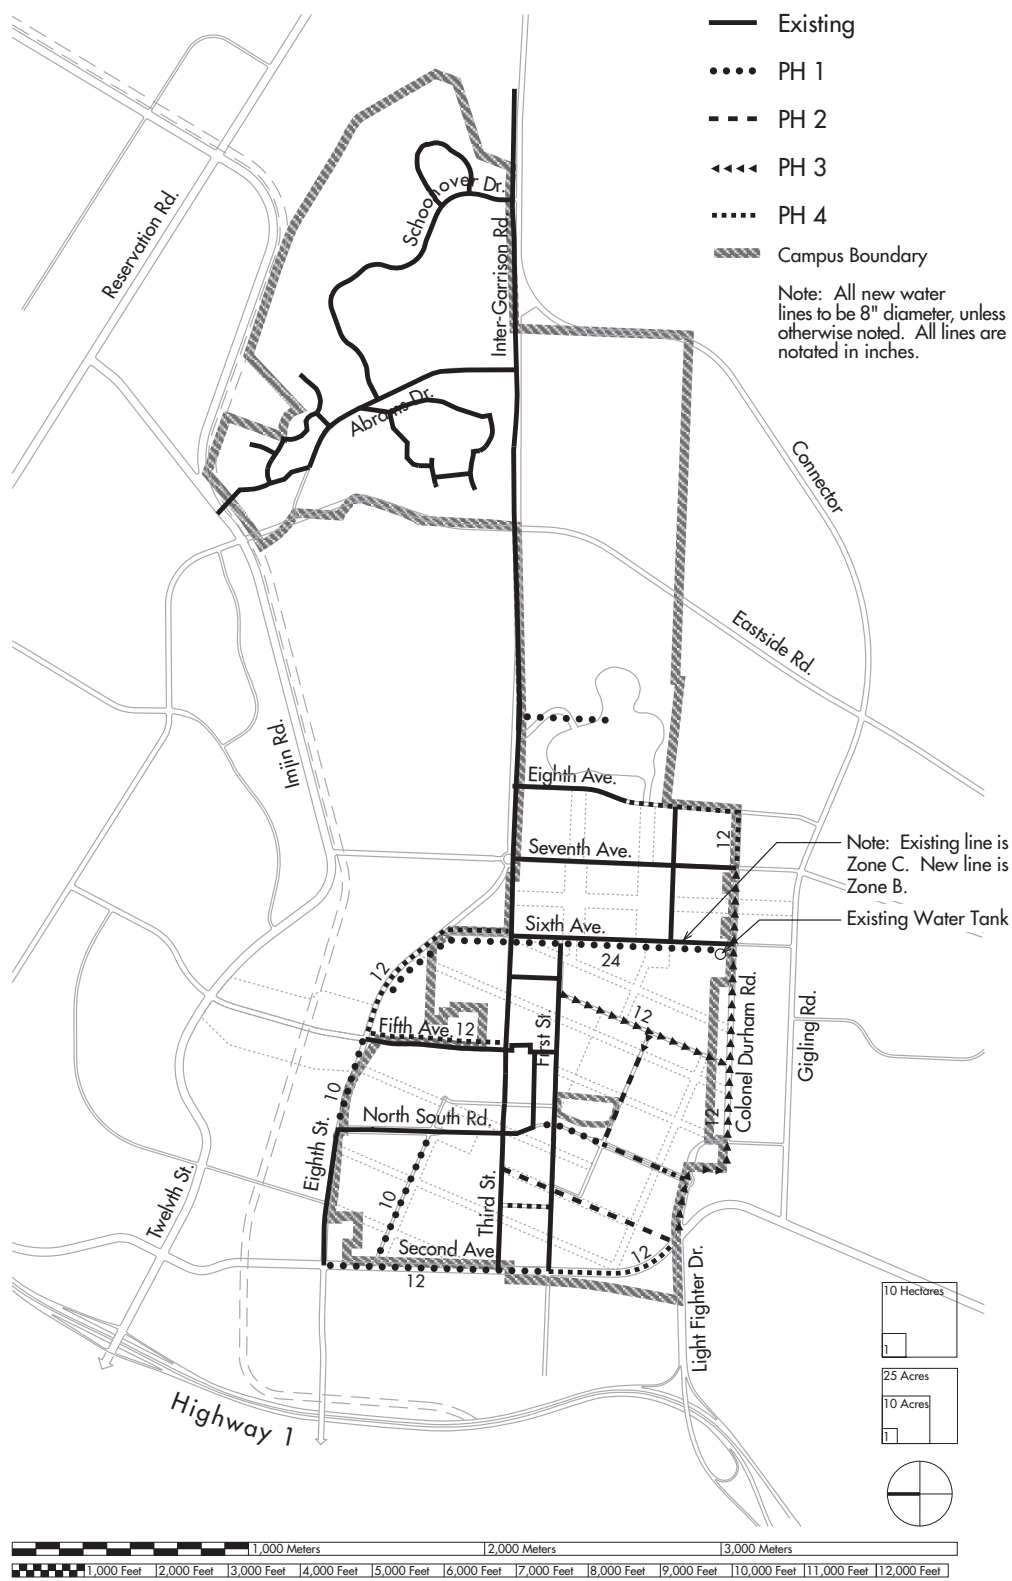 Existing
PH 1
PH 2
PH 3
PH 4
Campus Boundary
Note: All new water
lines to be 8" diameter, unless
otherwise noted. All lines are
notated in inches.
Reservation Rd.
Schoonover Dr.
Inter-Garrison Rd.
Abrams Dr.
Connector
Eastside Rd.
Imjin Rd.
Eighth Ave.
12
Seventh Ave.
Note: Existing line is
Zone C. New line is
Zone B.
Sixth Ave.
Existing Water Tank
24
12
12
Fifth Ave.
12
First St.
Colonel Durham Rd.
Gigling Rd.
10
North South Rd.
12
Eighth St.
Twelvth St.
10
Third St.
Second Ave.
12
12
Light Fighter Dr.
Highway 1
10 Hectares
1
25 Acres
10 Acres
1
1,000 Meters
2,000 Meters
3,000 Meters
1,000 Feet
2,000 Feet
3,000 Feet
4,000 Feet
5,000 Feet
6,000 Feet
7,000 Feet
8,000 Feet
9,000 Feet
10,000 Feet
11,000 Feet
12,000 Feet